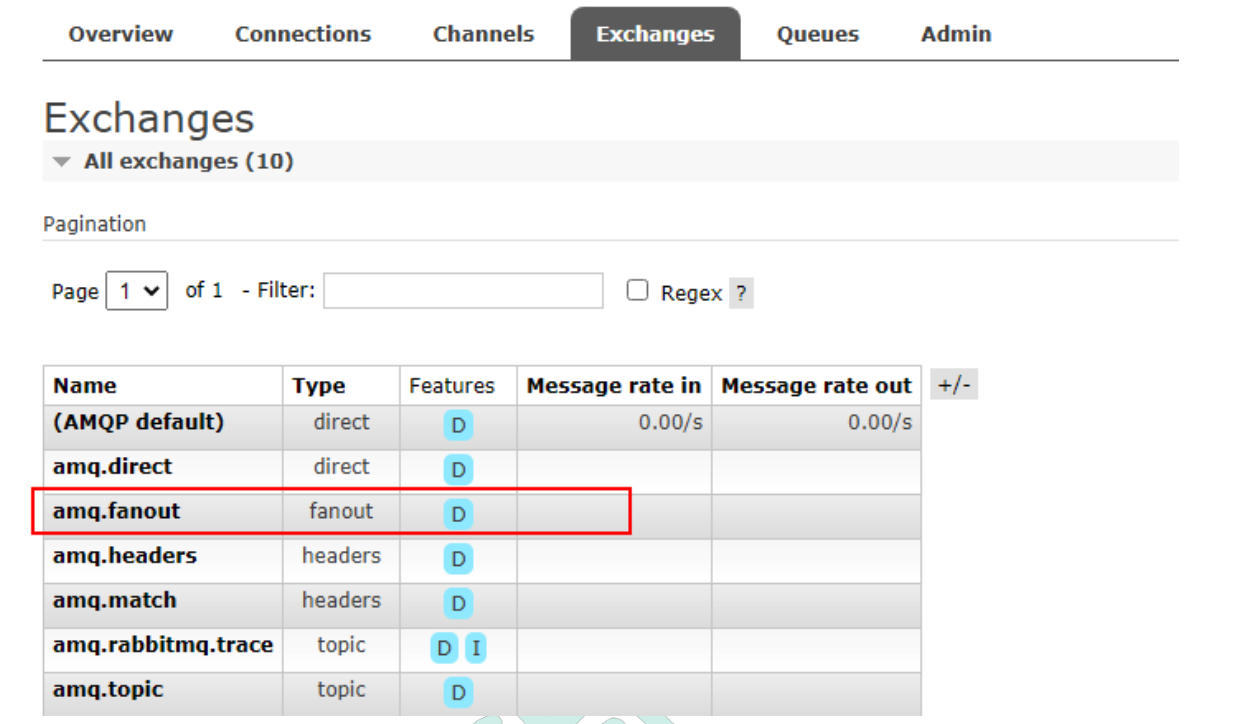 Overview Connections Channels Exchanges Queues Admin
Exchanges
All exchanges (10)
Pagination
Page 1 of 1 - Filter: Regex ?
Name Type Features Message rate in Message rate out +/-
(AMQP default) direct D 0.00/s 0.00/s
amq.direct direct D
amq.fanout fanout D
amq.headers headers D
amq.match headers D
amq.rabbitmq.trace topic D I
amq.topic topic D